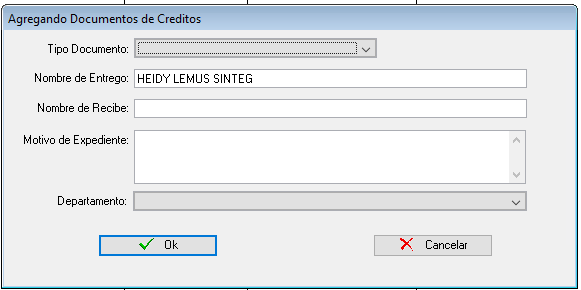 Agregando Documentos de Creditos
Tipo Documento:
Nombre de Entrego: HEIDY LEMUS SINTEG
Nombre de Recibe:
Motivo de Expediente:
Departamento:
Ok Cancelar